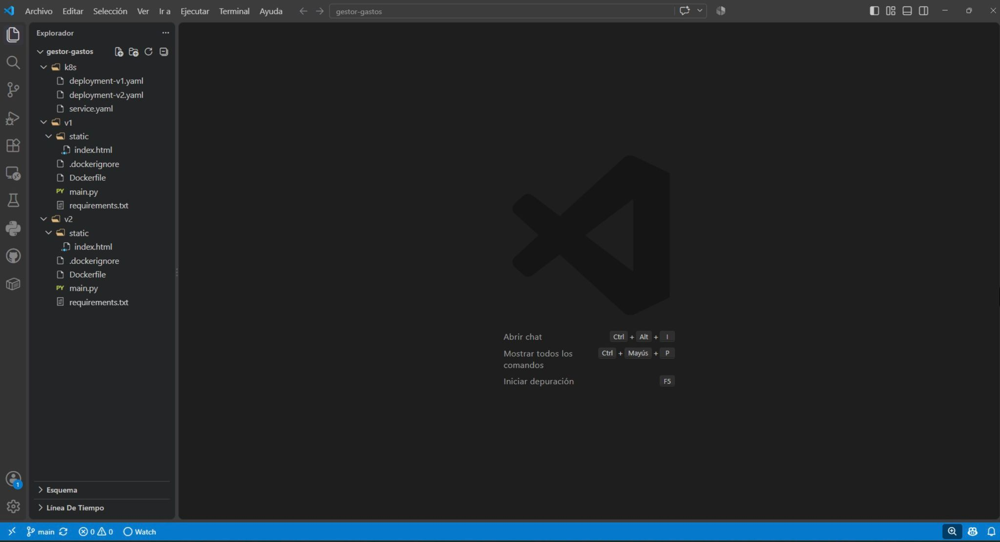 Archivo Editar Selección Ver Ir a Ejecutar Terminal Ayuda gestor-gastos
Explorador
gestor-gastos
k8s
deployment-v1.yaml
deployment-v2.yaml
service.yaml
v1
static
index.html
.dockerignore
Dockerfile
PY main.py
requirements.txt
v2
static
index.html
.dockerignore
Dockerfile
PY main.py
requirements.txt
Esquema
Línea De Tiempo
Abrir chat Ctrl + Alt + I
Mostrar todos los comandos Ctrl + Mayús + P
Iniciar depuración F5
1
main 0 0 Watch